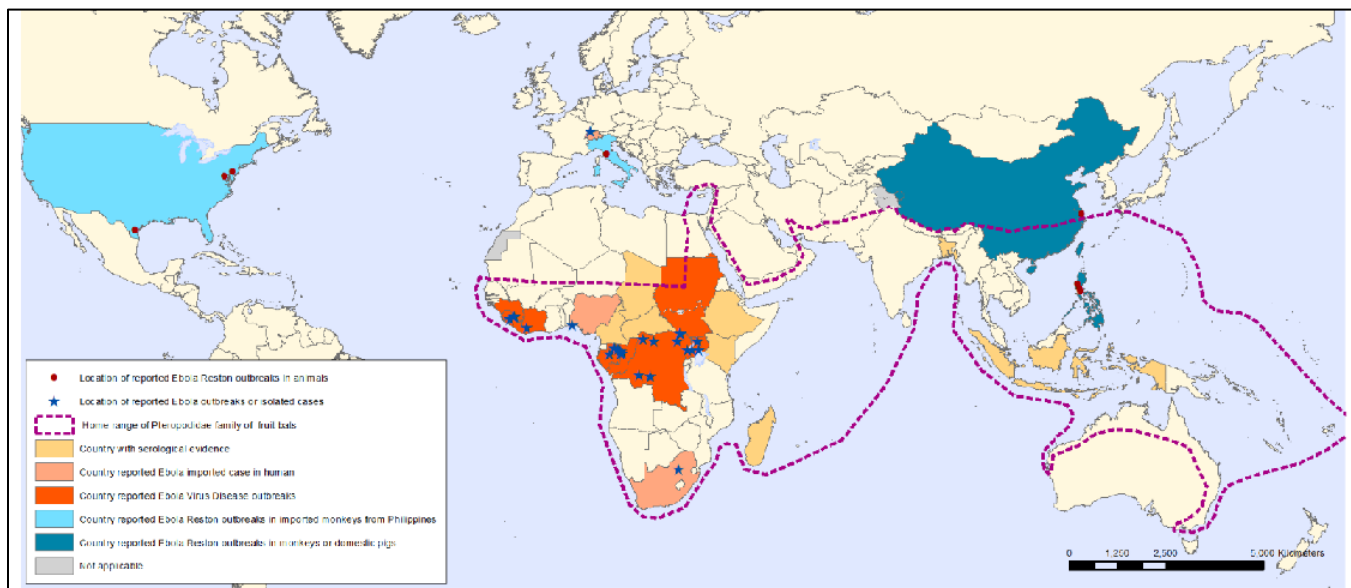 Location of reported Ebola Reston outbreaks in animals
Location of reported Ebola outbreaks or isolated cases
Home range of Pteropodidae family of fruit bats
Country with serological evidence
Country reported Ebola imported case in human
Country reported Ebola Virus Disease outbreaks
Country reported Ebola Reston outbreaks in imported monkeys from Philippines
Country reported Ebola Reston outbreaks in monkeys or domestic pigs
Not applicable
0 1,250 2,500 5,000 Kilometers